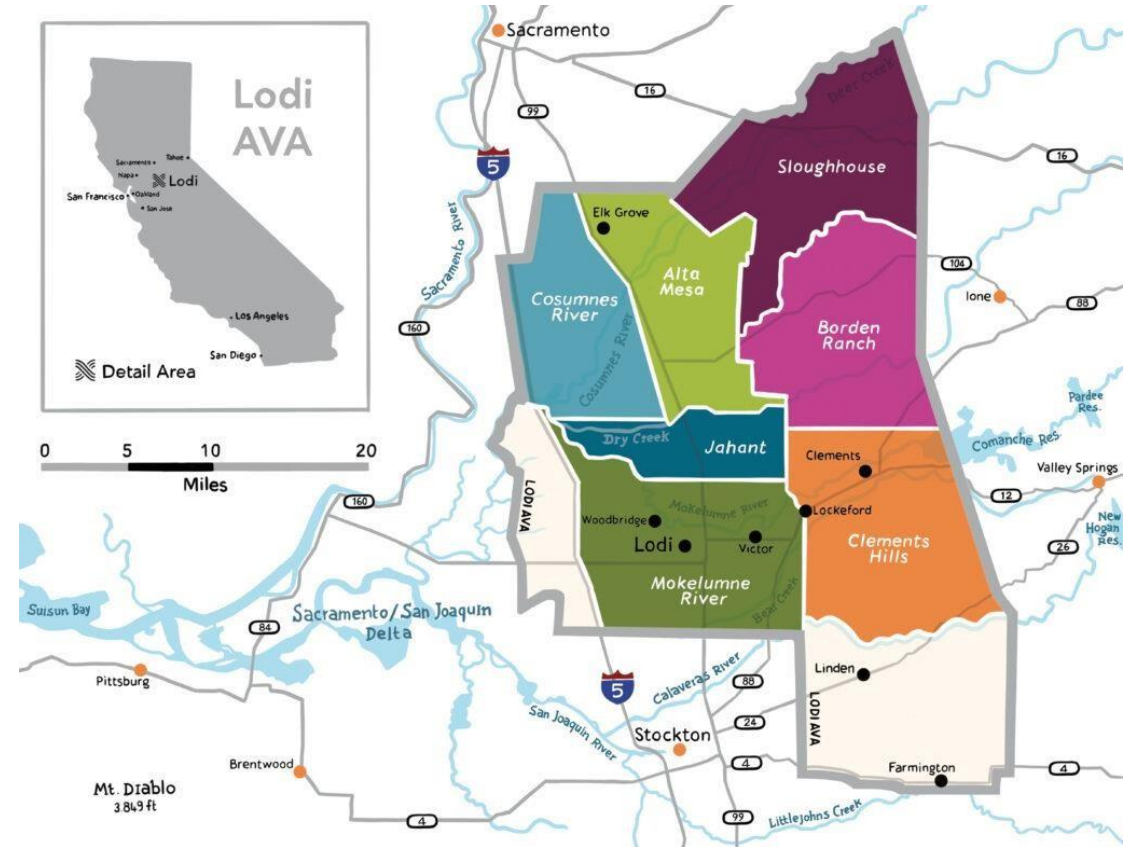 Lodi
AVA
Sacramento
Tahoe
Napa
Lodi
San Francisco
Oakland
San Jose
Los Angeles
San Diego
Detail Area
0 5 10 20
Miles
Sacramento
16
99
5
Deer Creek
Sloughhouse
16
Sacramento River
Elk Grove
Alta
Mesa
Cosumnes
River
Cosumnes River
160
104
Ione
88
Borden
Ranch
Pardee
Res.
Comanche Res.
Dry Creek
Jahant
Clements
Valley Springs
12
LODI AVA
160
Mokelumne River
Woodbridge
Lodi
Victor
Lockeford
Clements
Hills
New
Hogan
Res.
26
Mokelumne
River
Bear Creek
Suisun Bay
Sacramento/San Joaquin
Delta
84
Pittsburg
5
Calaveras River
88
Linden
LODI AVA
San Joaquin River
24
Stockton
4
Farmington
4
Brentwood
Mt. Diablo
3.849 ft
4
99
Littlejohns Creek